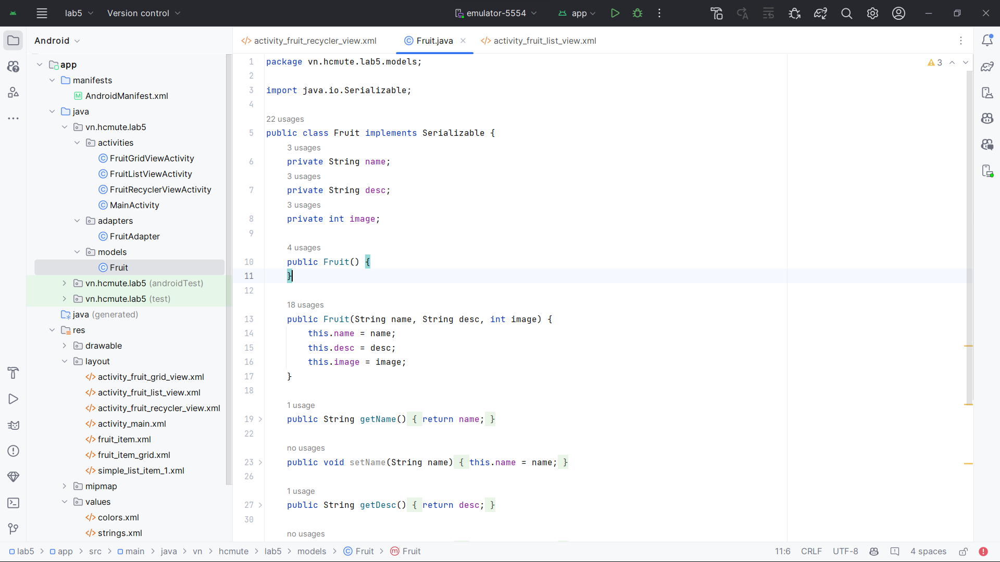 lab5 Version control emulator-5554 app
Android
activity_fruit_recycler_view.xml Fruit.java activity_fruit_list_view.xml
app
manifests
AndroidManifest.xml
java
vn.hcmute.lab5
activities
FruitGridViewActivity
FruitListViewActivity
FruitRecyclerViewActivity
MainActivity
adapters
FruitAdapter
models
Fruit
vn.hcmute.lab5 (androidTest)
vn.hcmute.lab5 (test)
java (generated)
res
drawable
layout
activity_fruit_grid_view.xml
activity_fruit_list_view.xml
activity_fruit_recycler_view.xml
activity_main.xml
fruit_item.xml
fruit_item_grid.xml
simple_list_item_1.xml
mipmap
values
colors.xml
strings.xml
3
1 package vn.hcmute.lab5.models;
2
3 import java.io.Serializable;
4
22 usages
5 public class Fruit implements Serializable {
3 usages
6 private String name;
3 usages
7 private String desc;
3 usages
8 private int image;
9
4 usages
10 public Fruit() {
11 }
12
18 usages
13 public Fruit(String name, String desc, int image) {
14 this.name = name;
15 this.desc = desc;
16 this.image = image;
17 }
18
1 usage
19 public String getName() { return name; }
22
no usages
23 public void setName(String name) { this.name = name; }
26
1 usage
27 public String getDesc() { return desc; }
30
no usages
lab5 > app > src > main > java > vn > hcmute > lab5 > models > Fruit > Fruit 11:6 CRLF UTF-8 4 spaces